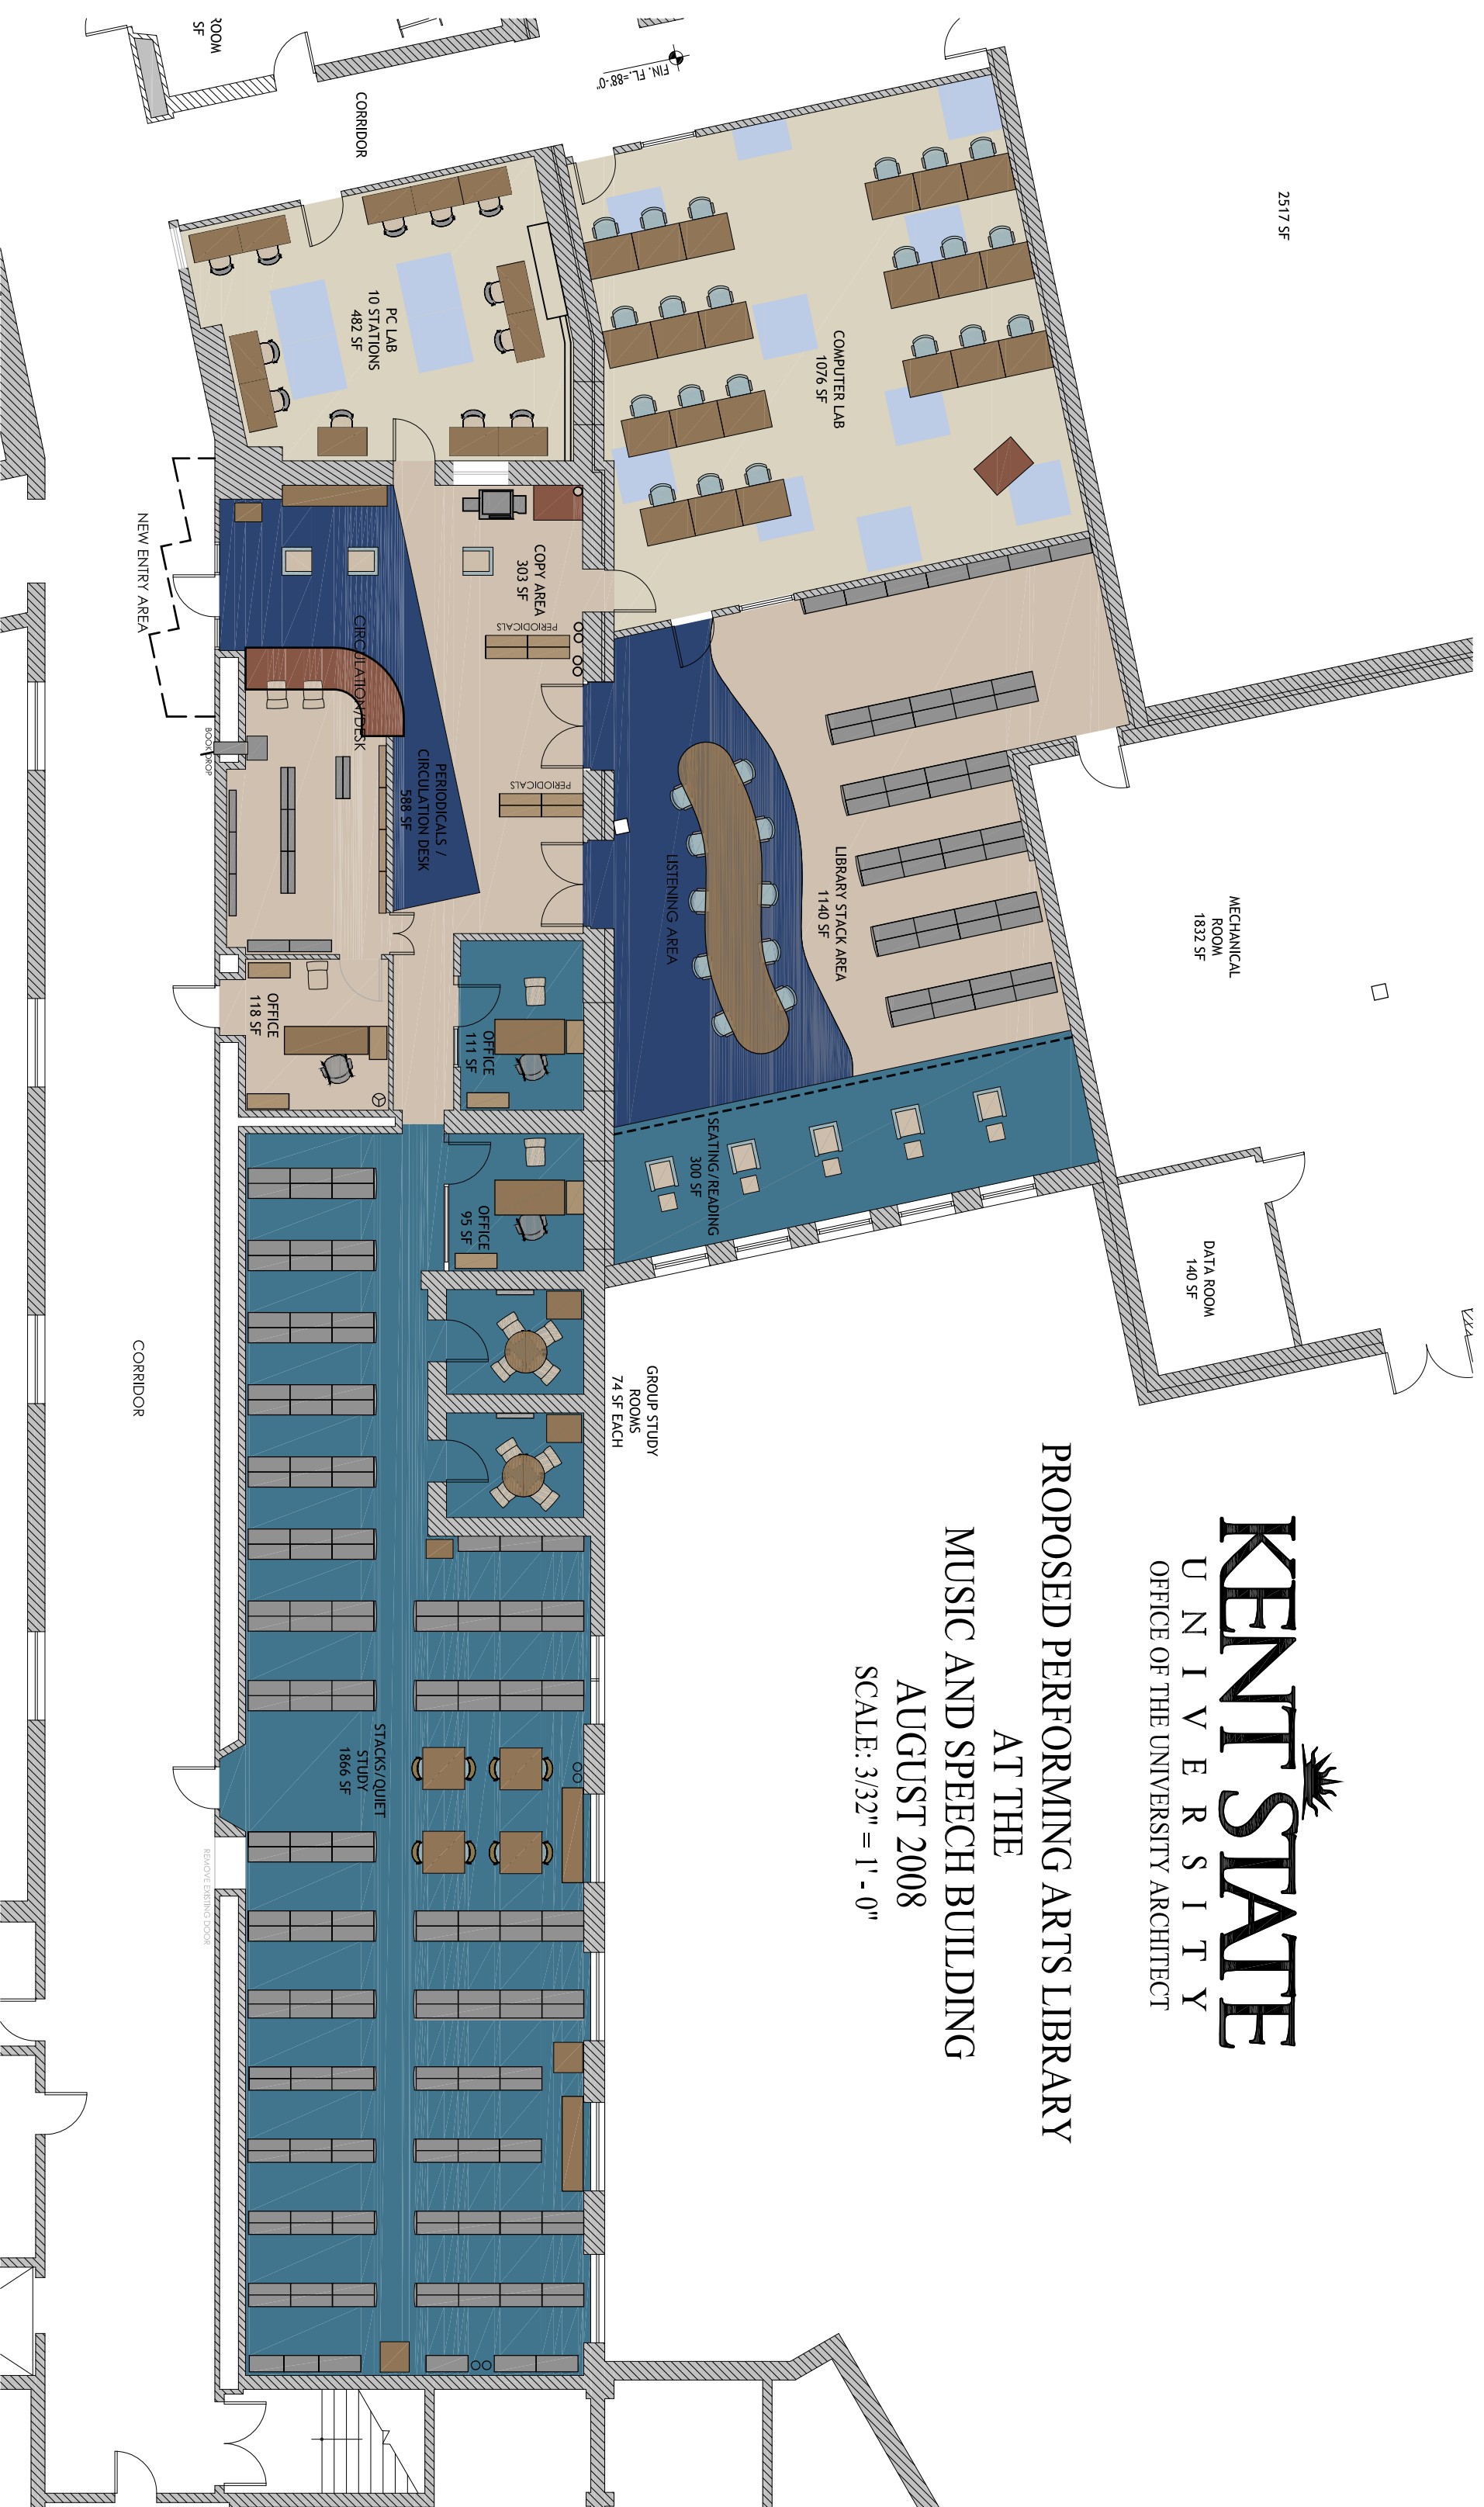 KENT STATE
UNIVERSITY
OFFICE OF THE UNIVERSITY ARCHITECT
PROPOSED PERFORMING ARTS LIBRARY
AT THE
MUSIC AND SPEECH BUILDING
AUGUST 2008
SCALE: 3/32" = 1' - 0"
2517 SF
MECHANICAL
ROOM
1832 SF
DATA ROOM
140 SF
FIN. FL.=88'-0"
COMPUTER LAB
1076 SF
LIBRARY STACK AREA
1140 SF
LISTENING AREA
SEATING/READING
300 SF
GROUP STUDY
ROOMS
74 SF EACH
ROOM
SF
CORRIDOR
PC LAB
10 STATIONS
482 SF
COPY AREA
303 SF
PERIODICALS
PERIODICALS
PERIODICALS /
CIRCULATION DESK
588 SF
CIRCULATION/DESK
OFFICE
111 SF
OFFICE
95 SF
OFFICE
118 SF
STACKS/QUIET
STUDY
1866 SF
BOOK DROP
NEW ENTRY AREA
REMOVE EXISTING DOOR
CORRIDOR